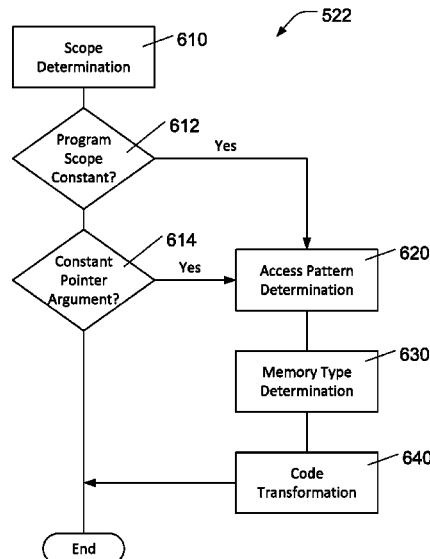 610
522
Scope
Determination
612
Program
Scope
Constant?
Yes
614
Constant
Pointer
Argument?
Yes
620
Access Pattern
Determination
630
Memory Type
Determination
640
Code
Transformation
End